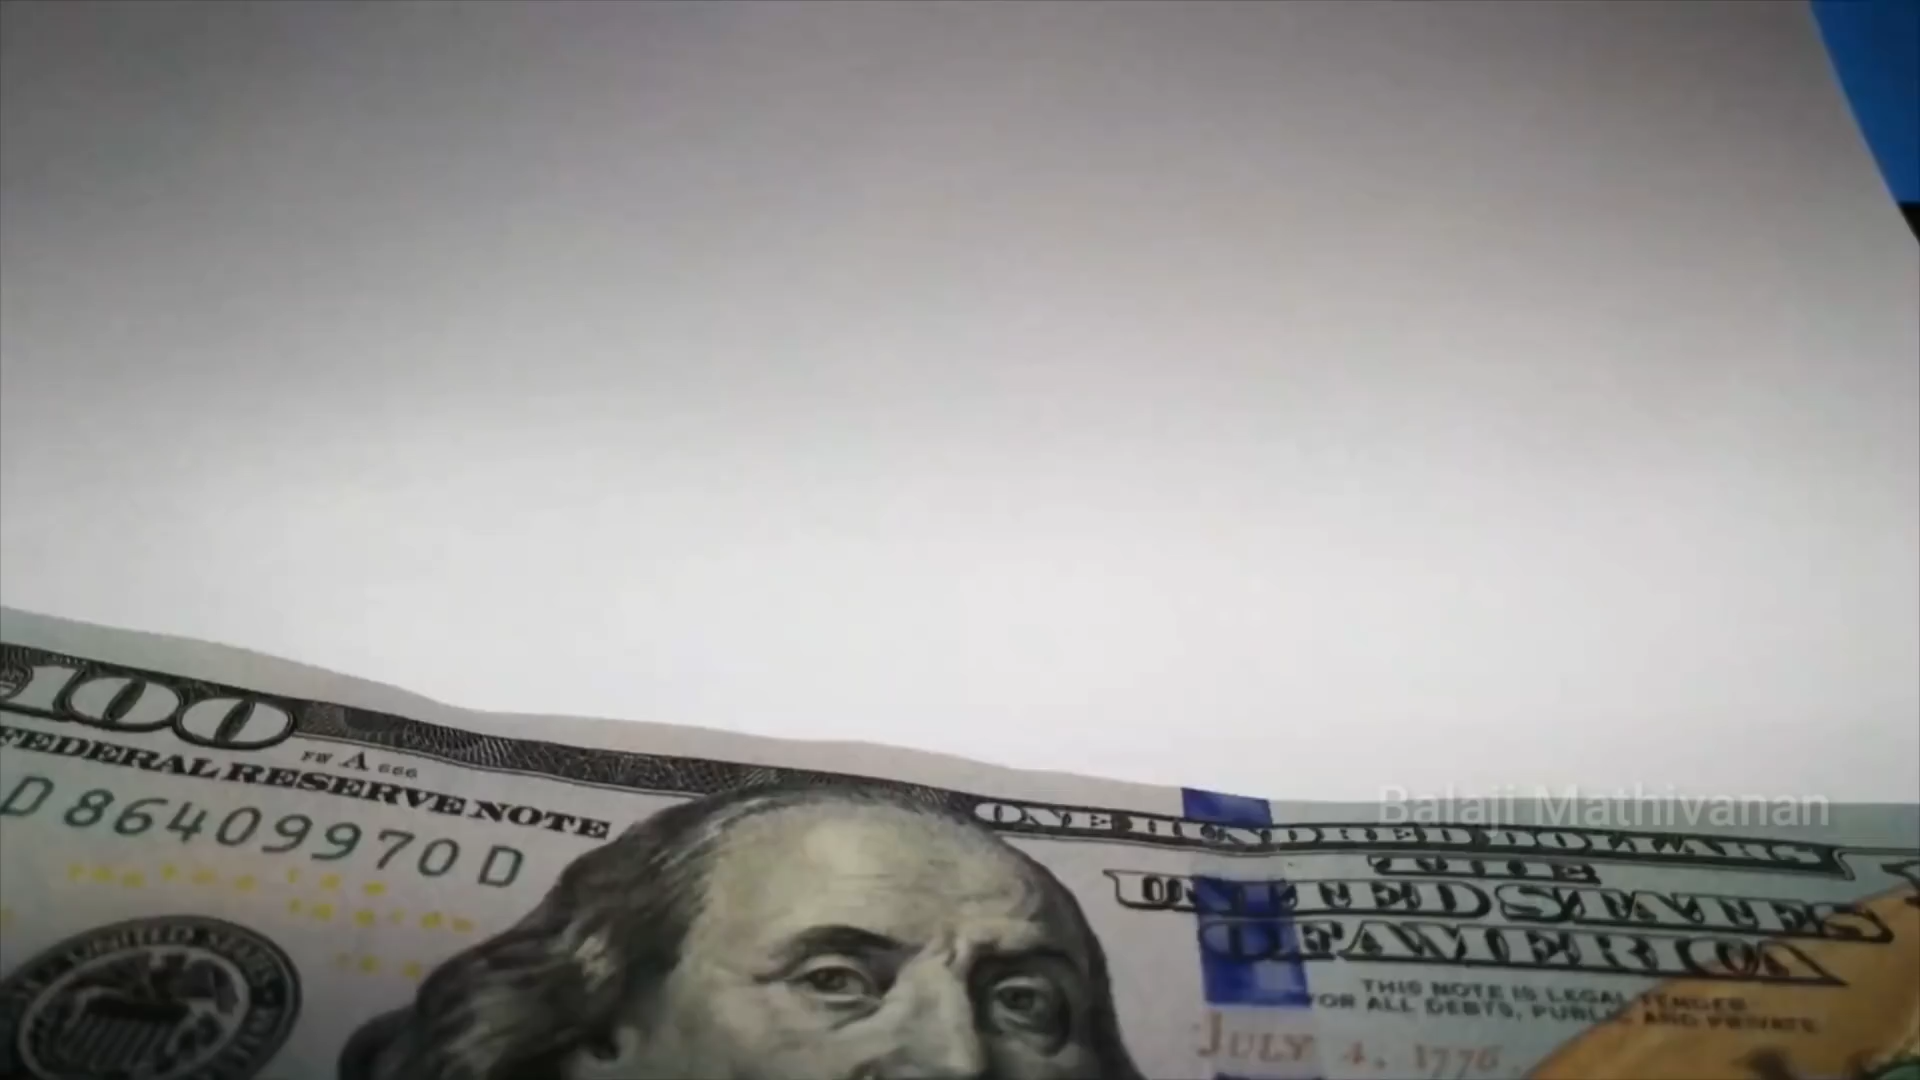 100
FEDERAL RESERVE NOTE
FW A 666
D 86409970 D
ONE HUNDRED DOLLARS
THE
UNITED STATES
OF AMERICA
THIS NOTE IS LEGAL TENDER
FOR ALL DEBTS, PUBLIC AND PRIVATE
JULY 4, 1776
Balaji Mathivanan